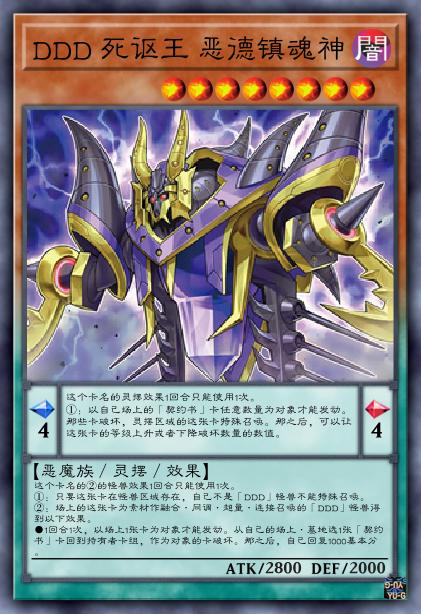 DDD 死讴王 恶德镇魂神 闇
这个卡名的灵摆效果1回合只能使用1次。
①：以自己场上的「契约书」卡任意数量为对象才能发动。
那些卡破坏，灵摆区域的这张卡特殊召唤。那之后，可以让
这张卡的等级上升或者下降破坏数量的数值。
4
4
【恶魔族／灵摆／效果】
这个卡名的②的怪兽效果1回合只能使用1次。
①：只要这张卡在怪兽区域存在，自己不是「DDD」怪兽不能特殊召唤。
②：场上的这张卡为素材作融合·同调·超量·连接召唤的「DDD」怪兽得
到以下效果。
●1回合1次，以场上1张卡为对象才能发动。从自己的场上·墓地选1张「契约
书」卡回到持有者卡组，作为对象的卡破坏。那之后，自己回复1000基本分
。
ATK/2800 DEF/2000